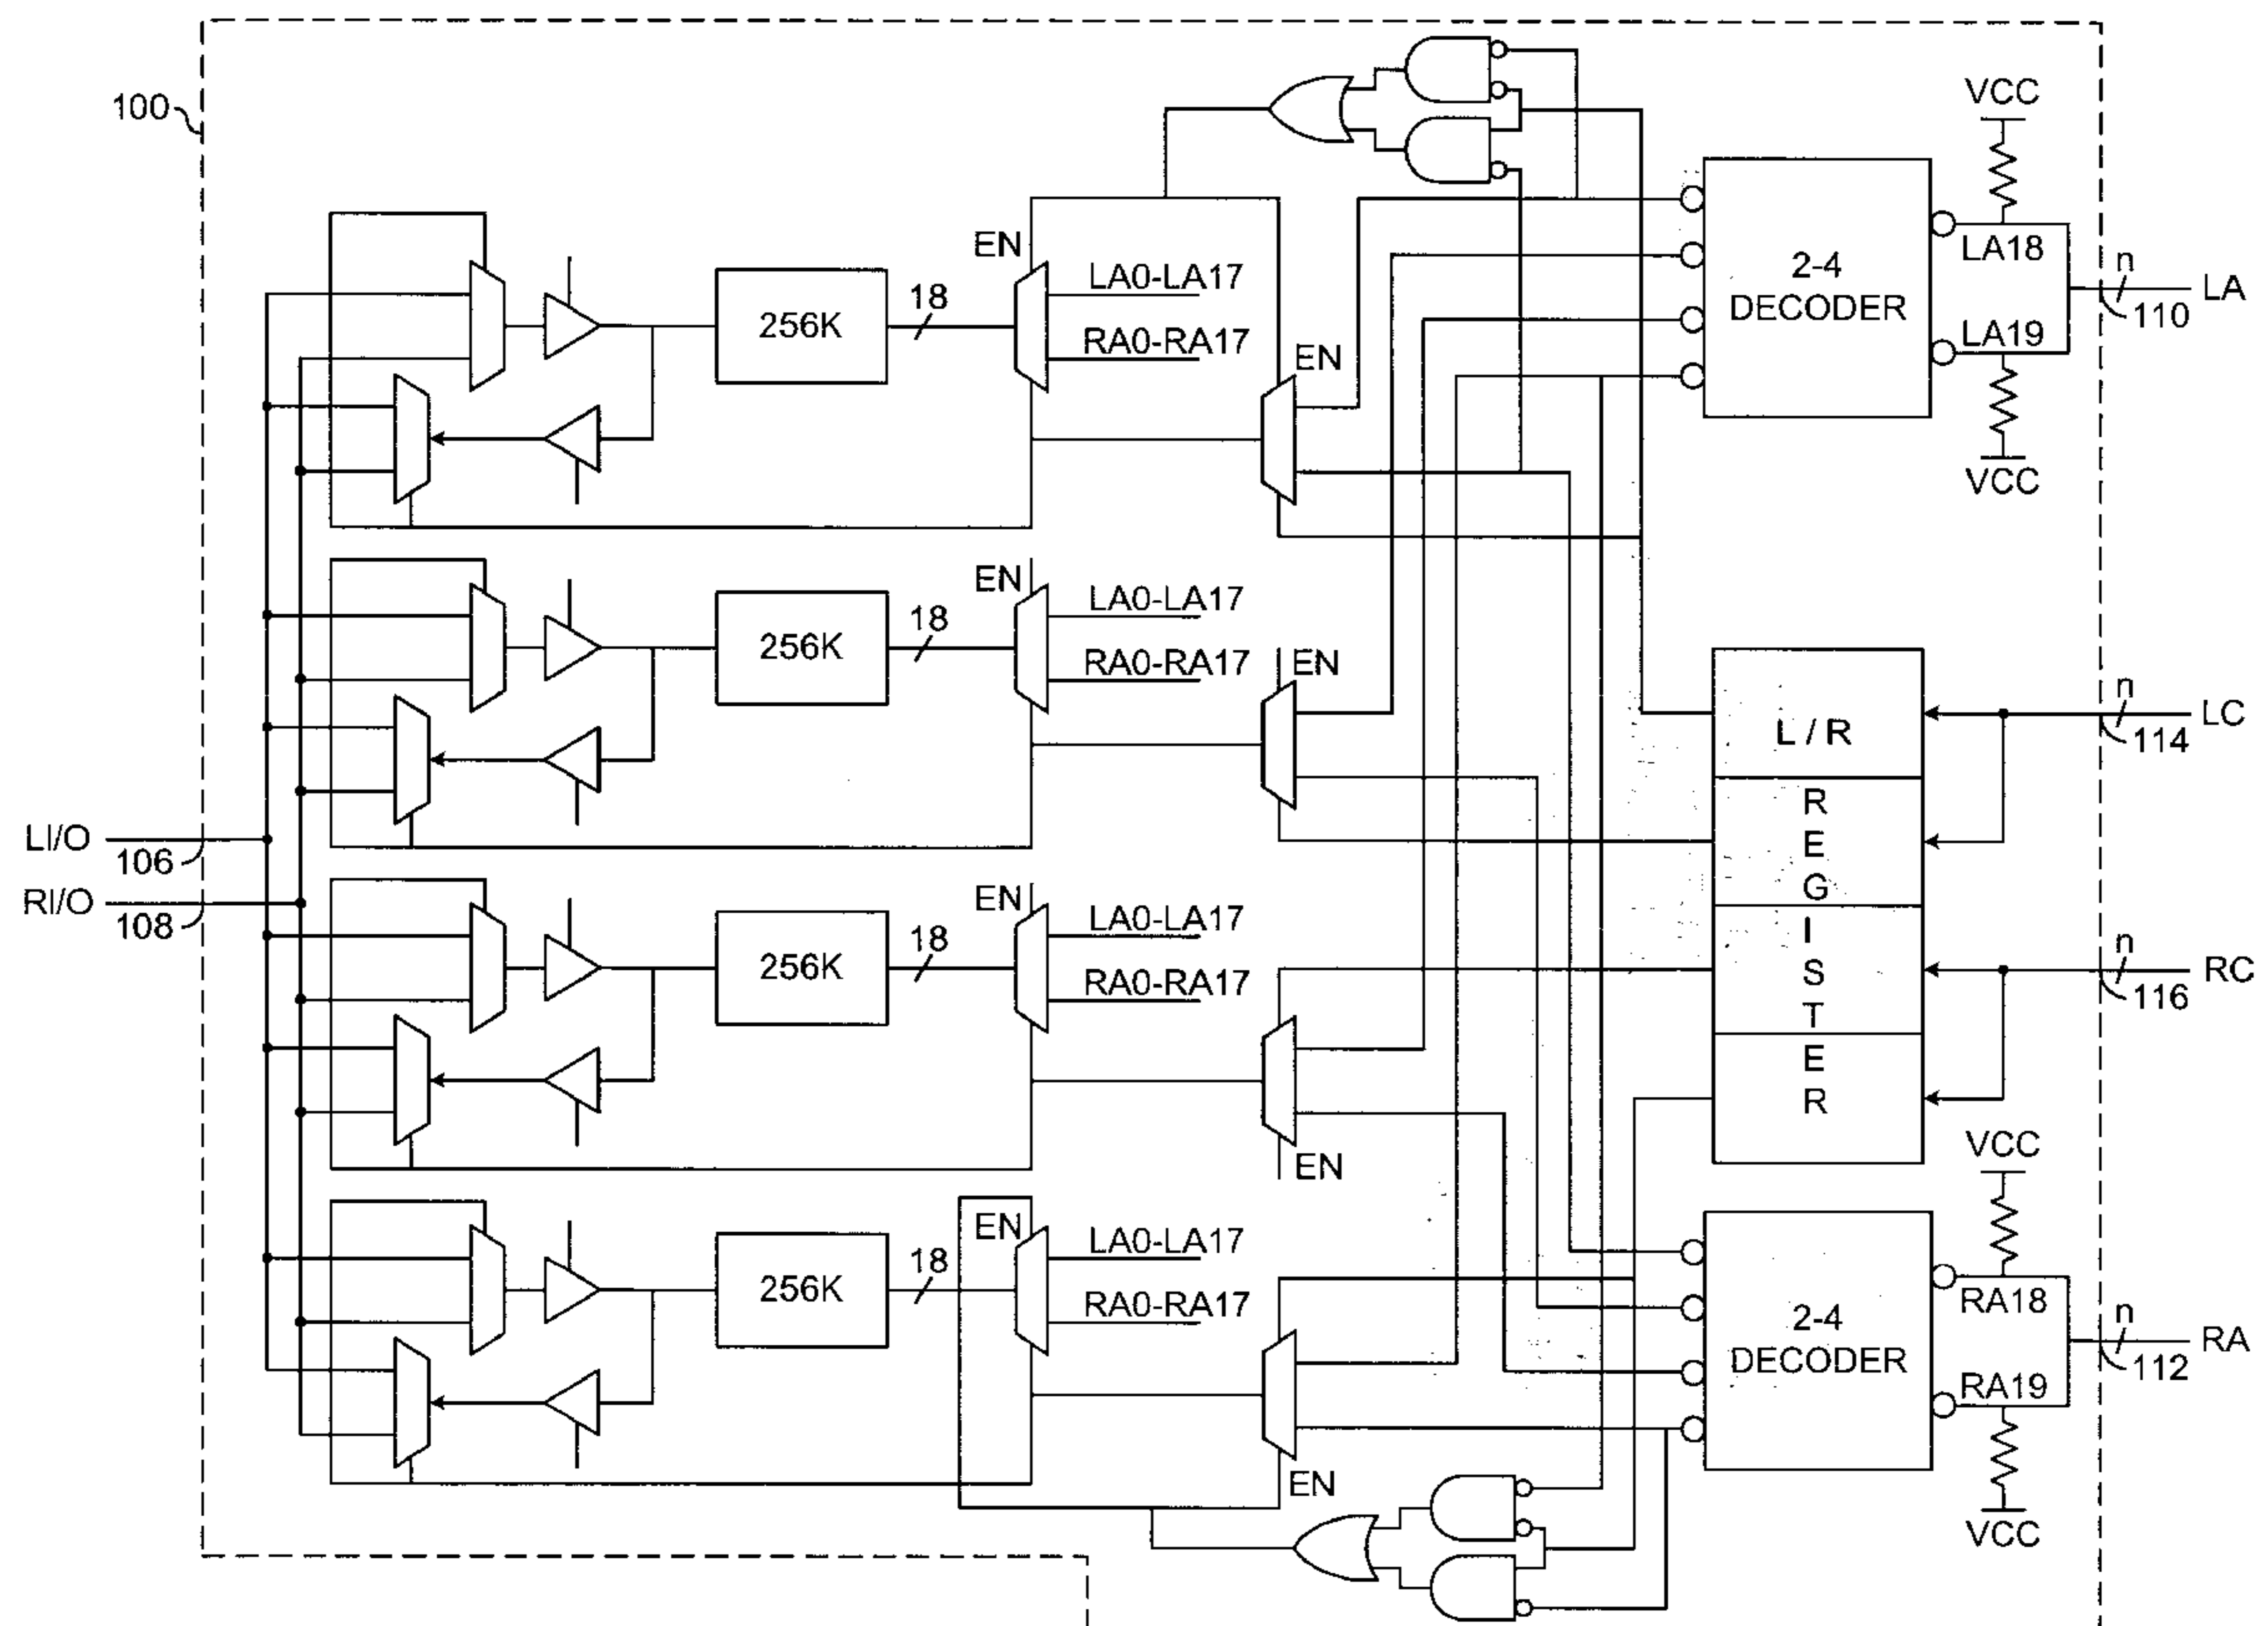 100
VCC
EN
LA0-LA17
18
256K
RA0-RA17
EN
2-4
DECODER
LA18
LA19
VCC
n
110
LA
EN
LA0-LA17
18
256K
RA0-RA17
EN
L / R
R
E
G
I
S
T
E
R
n
114
LC
LI/O
106
RI/O
108
EN
LA0-LA17
18
256K
RA0-RA17
EN
n
116
RC
VCC
EN
LA0-LA17
18
256K
RA0-RA17
EN
2-4
DECODER
RA18
RA19
VCC
n
112
RA